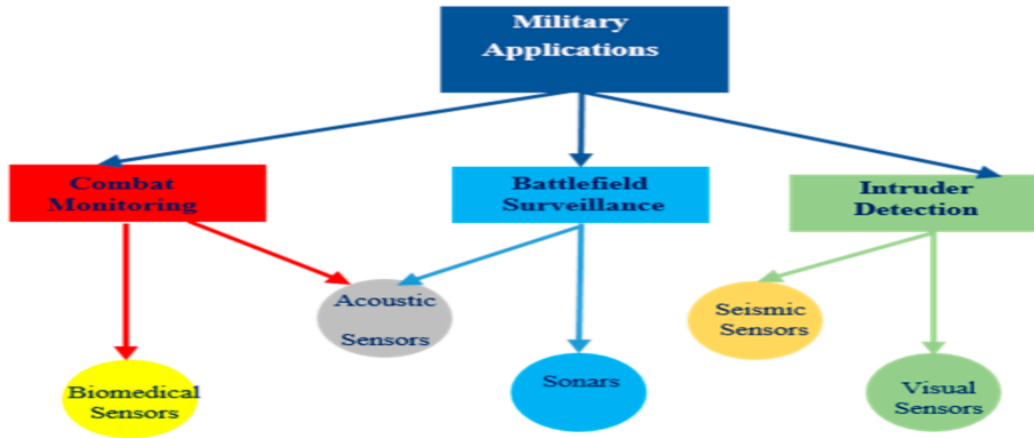 Military
Applications
Combat
Monitoring
Battlefield
Surveillance
Intruder
Detection
Acoustic
Sensors
Seismic
Sensors
Biomedical
Sensors
Sonars
Visual
Sensors